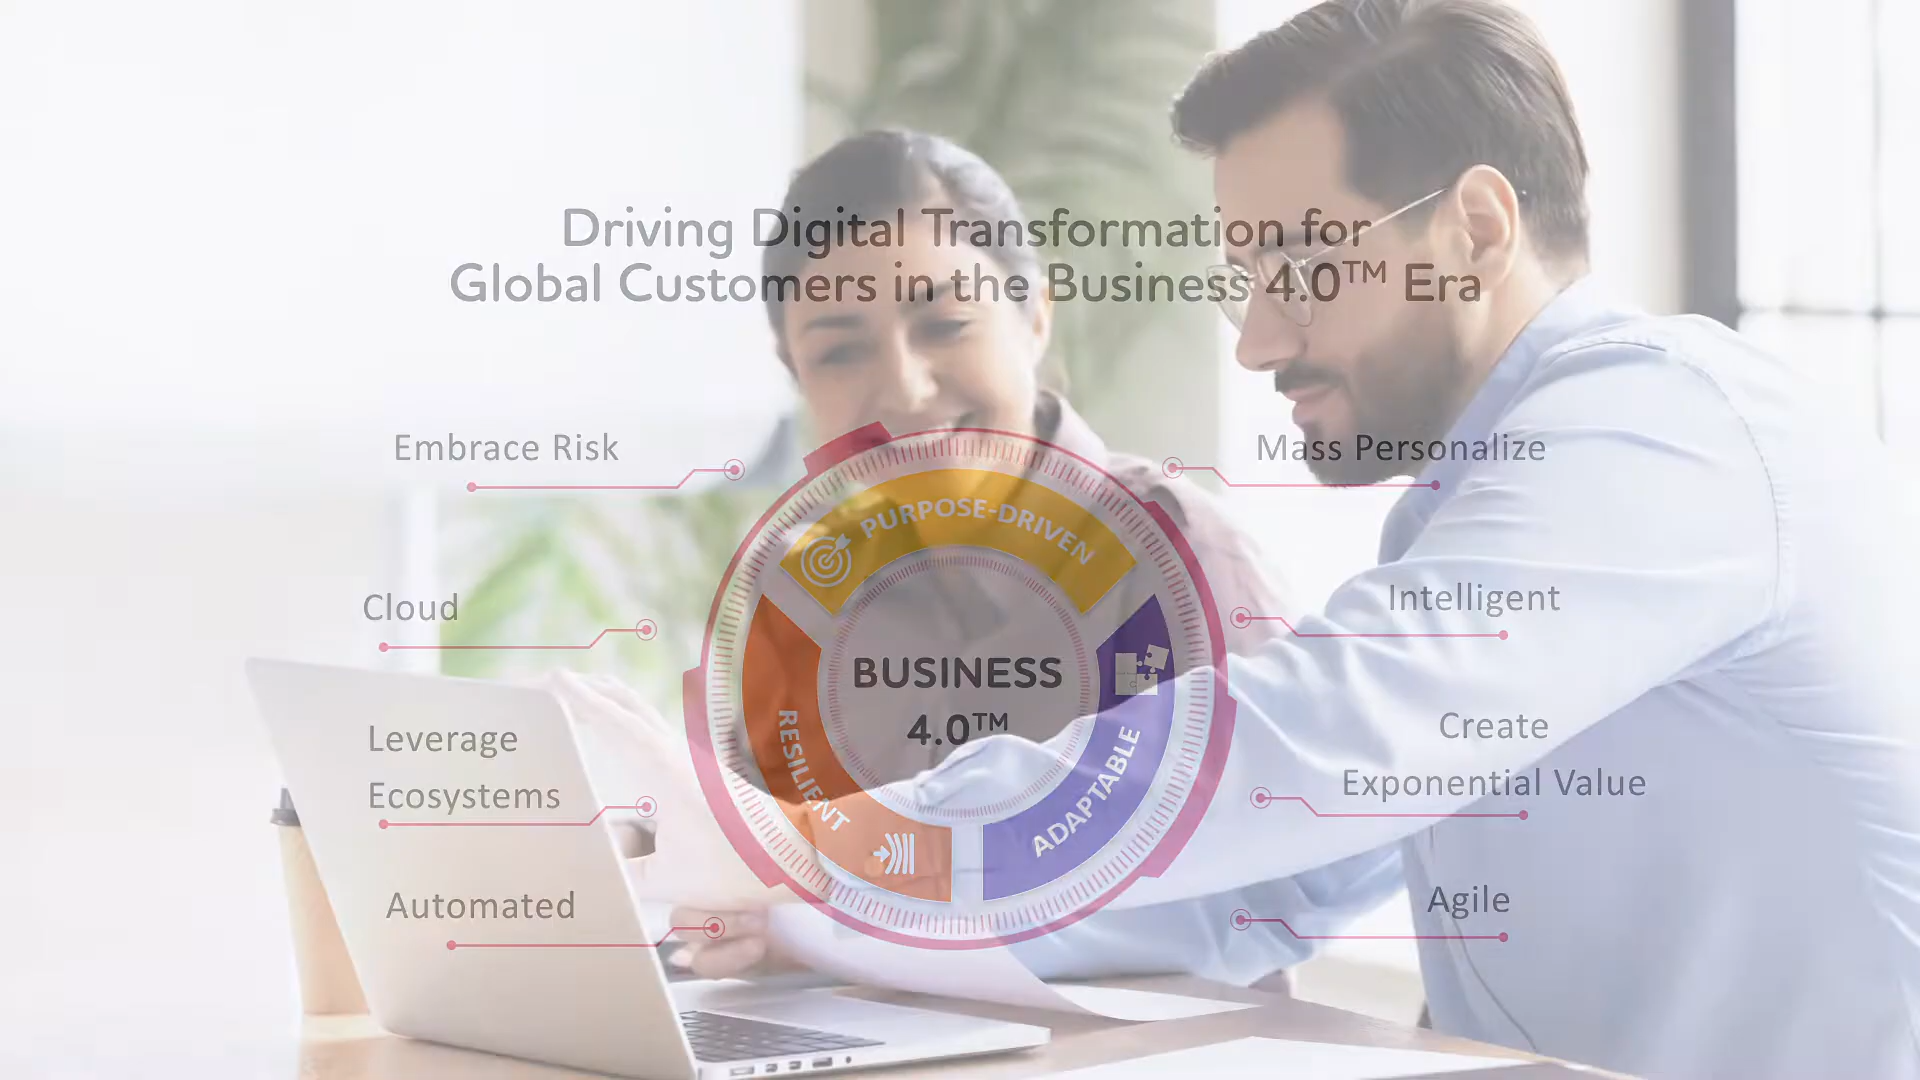 Driving Digital Transformation for
Global Customers in the Business 4.0™ Era
Embrace Risk
Mass Personalize
PURPOSE-DRIVEN
Cloud
Intelligent
BUSINESS
4.0™
RESILIENT
ADAPTABLE
Leverage
Ecosystems
Create
Exponential Value
Automated
Agile